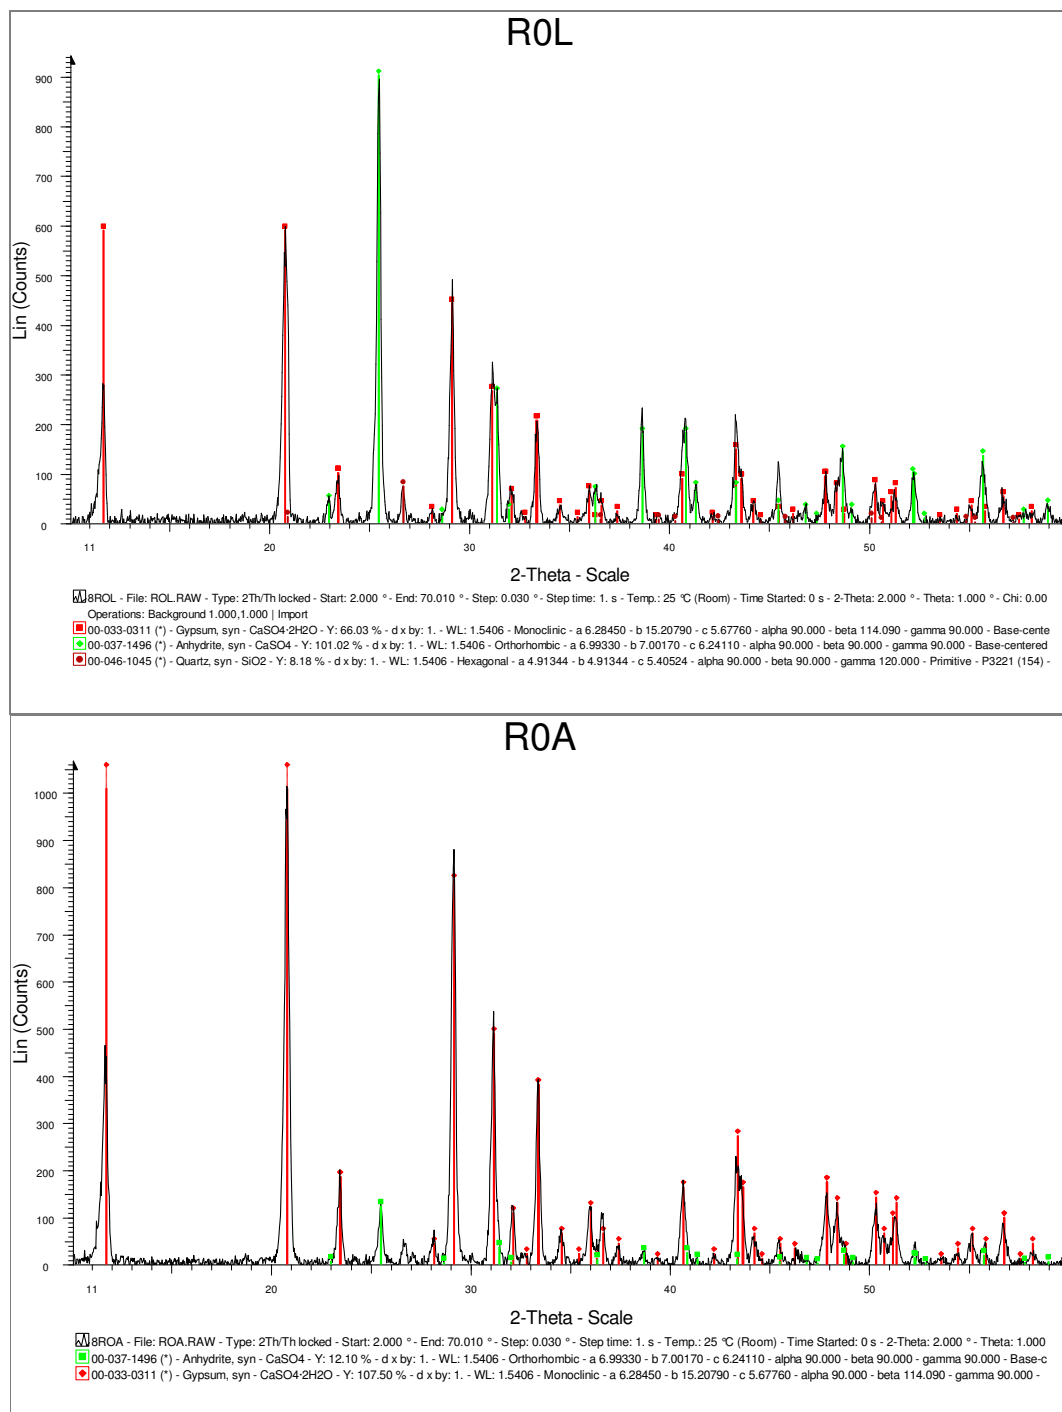 R0L
Lin (Counts)
900
800
700
600
500
400
300
200
100
0
11
20
30
40
50
2-Theta - Scale
8ROL - File: ROL.RAW - Type: 2Th/Th locked - Start: 2.000 ° - End: 70.010 ° - Step: 0.030 ° - Step time: 1. s - Temp.: 25 °C (Room) - Time Started: 0 s - 2-Theta: 2.000 ° - Theta: 1.000 ° - Chi: 0.00
Operations: Background 1.000,1.000 | Import
00-033-0311 (*) - Gypsum, syn - CaSO4·2H2O - Y: 66.03 % - d x by: 1. - WL: 1.5406 - Monoclinic - a 6.28450 - b 15.20790 - c 5.67760 - alpha 90.000 - beta 114.090 - gamma 90.000 - Base-cente
00-037-1496 (*) - Anhydrite, syn - CaSO4 - Y: 101.02 % - d x by: 1. - WL: 1.5406 - Orthorhombic - a 6.99330 - b 7.00170 - c 6.24110 - alpha 90.000 - beta 90.000 - gamma 90.000 - Base-centered
00-046-1045 (*) - Quartz, syn - SiO2 - Y: 8.18 % - d x by: 1. - WL: 1.5406 - Hexagonal - a 4.91344 - b 4.91344 - c 5.40524 - alpha 90.000 - beta 90.000 - gamma 120.000 - Primitive - P3221 (154) -
R0A
Lin (Counts)
1000
900
800
700
600
500
400
300
200
100
0
11
20
30
40
50
2-Theta - Scale
8ROA - File: ROA.RAW - Type: 2Th/Th locked - Start: 2.000 ° - End: 70.010 ° - Step: 0.030 ° - Step time: 1. s - Temp.: 25 °C (Room) - Time Started: 0 s - 2-Theta: 2.000 ° - Theta: 1.000
00-037-1496 (*) - Anhydrite, syn - CaSO4 - Y: 12.10 % - d x by: 1. - WL: 1.5406 - Orthorhombic - a 6.99330 - b 7.00170 - c 6.24110 - alpha 90.000 - beta 90.000 - gamma 90.000 - Base-c
00-033-0311 (*) - Gypsum, syn - CaSO4·2H2O - Y: 107.50 % - d x by: 1. - WL: 1.5406 - Monoclinic - a 6.28450 - b 15.20790 - c 5.67760 - alpha 90.000 - beta 114.090 - gamma 90.000 -